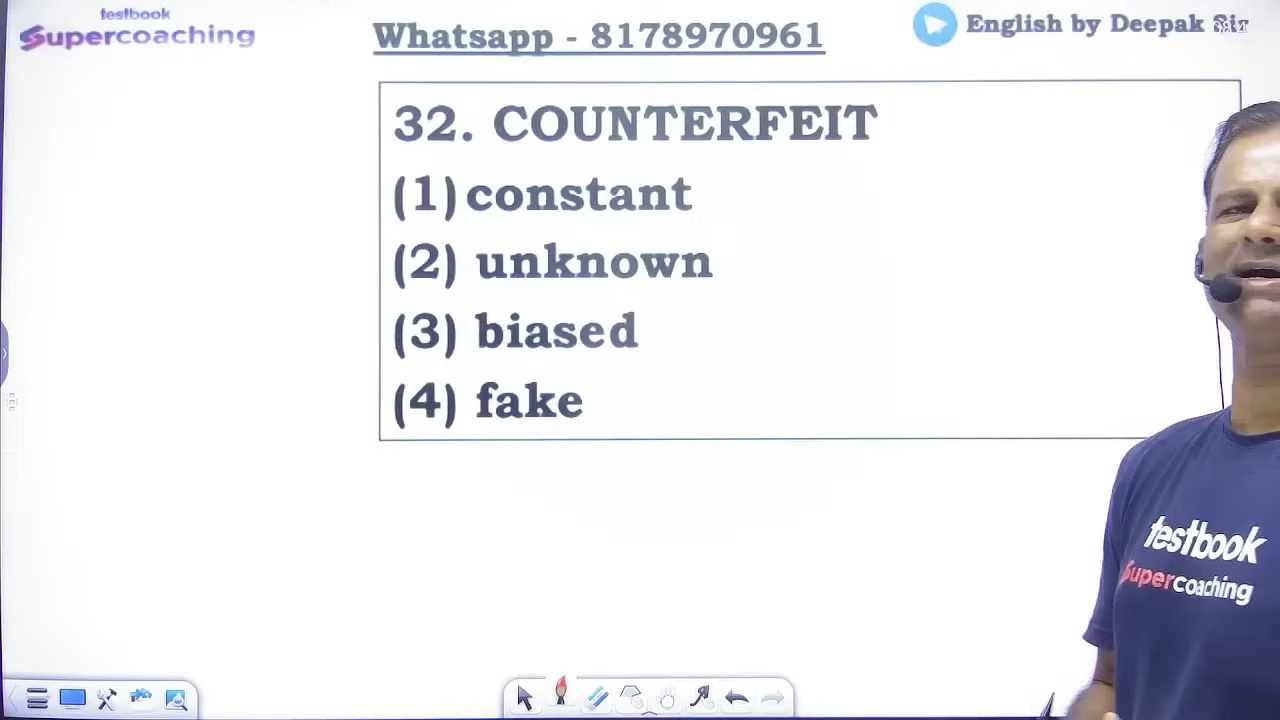 testbook
Supercoaching
Whatsapp - 8178970961
English by Deepak Sir
32. COUNTERFEIT
(1) constant
(2) unknown
(3) biased
(4) fake
testbook
Supercoaching